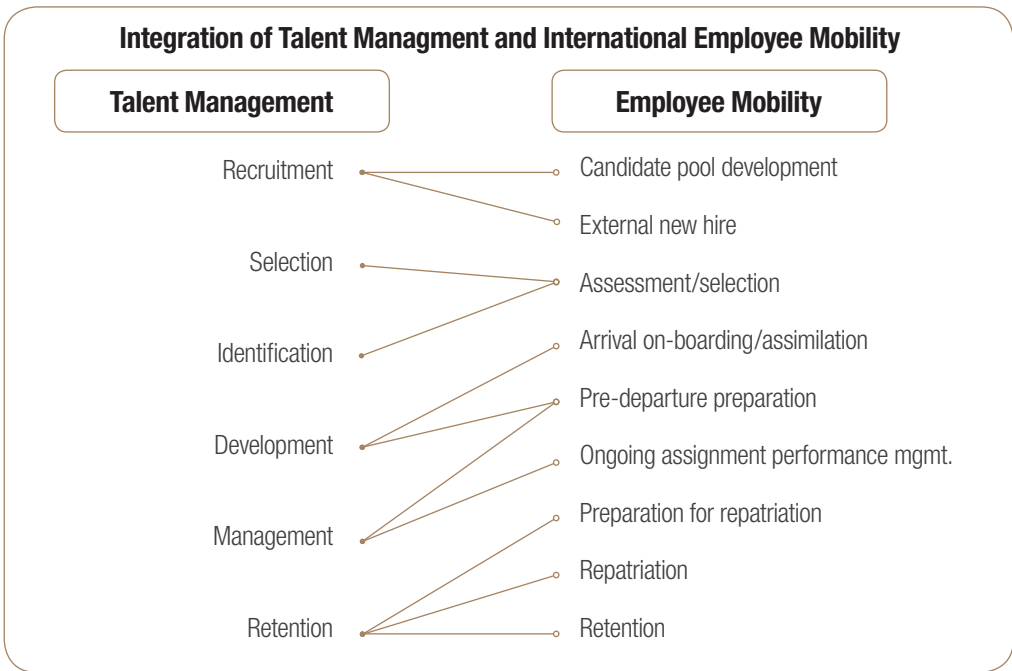 Integration of Talent Managment and International Employee Mobility
Talent Management
Employee Mobility
Recruitment
Candidate pool development
External new hire
Selection
Assessment/selection
Identification
Arrival on-boarding/assimilation
Pre-departure preparation
Development
Ongoing assignment performance mgmt.
Management
Preparation for repatriation
Repatriation
Retention
Retention